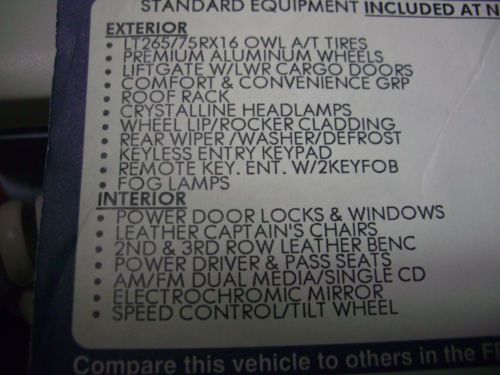 STANDARD EQUIPMENT INCLUDED AT N
EXTERIOR
• LT265/75RX16 OWL A/T TIRES
• PREMIUM ALUMINUM WHEELS
• LIFTGATE W/LWR CARGO DOORS
• COMFORT & CONVENIENCE GRP
• ROOF RACK
• CRYSTALLINE HEADLAMPS
• WHEEL LIP/ROCKER CLADDING
• REAR WIPER/WASHER/DEFROST
• KEYLESS ENTRY KEYPAD
• REMOTE KEY. ENT. W/2KEYFOB
• FOG LAMPS
INTERIOR
• POWER DOOR LOCKS & WINDOWS
• LEATHER CAPTAIN'S CHAIRS
• 2ND & 3RD ROW LEATHER BENC
• POWER DRIVER & PASS SEATS
• AM/FM DUAL MEDIA/SINGLE CD
• ELECTROCHROMIC MIRROR
• SPEED CONTROL/TILT WHEEL
Compare this vehicle to others in the FR